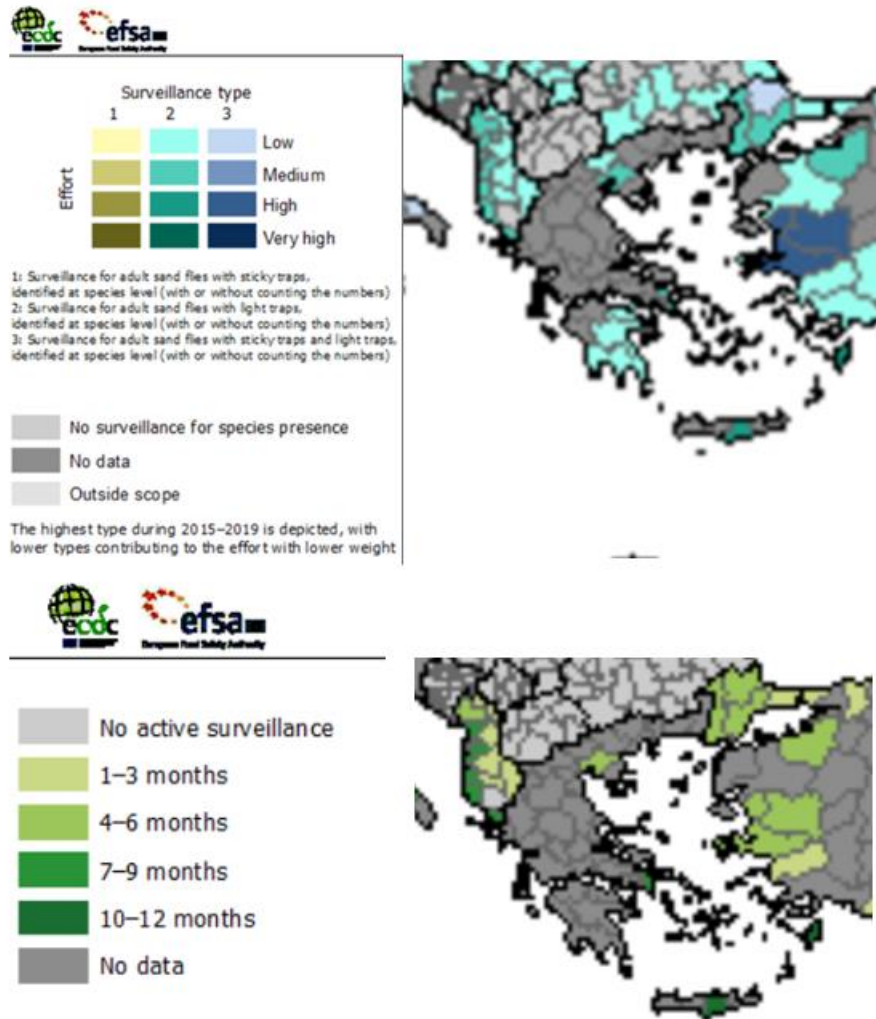 ecdc efsa
European Food Safety Authority
Surveillance type
1 2 3
Low
Medium
High
Very high
Effort
1: Surveillance for adult sand flies with sticky traps,
identified at species level (with or without counting the numbers)
2: Surveillance for adult sand flies with light traps,
identified at species level (with or without counting the numbers)
3: Surveillance for adult sand flies with sticky traps and light traps,
identified at species level (with or without counting the numbers)
No surveillance for species presence
No data
Outside scope
The highest type during 2015–2019 is depicted, with
lower types contributing to the effort with lower weight
ecdc efsa
European Food Safety Authority
No active surveillance
1–3 months
4–6 months
7–9 months
10–12 months
No data